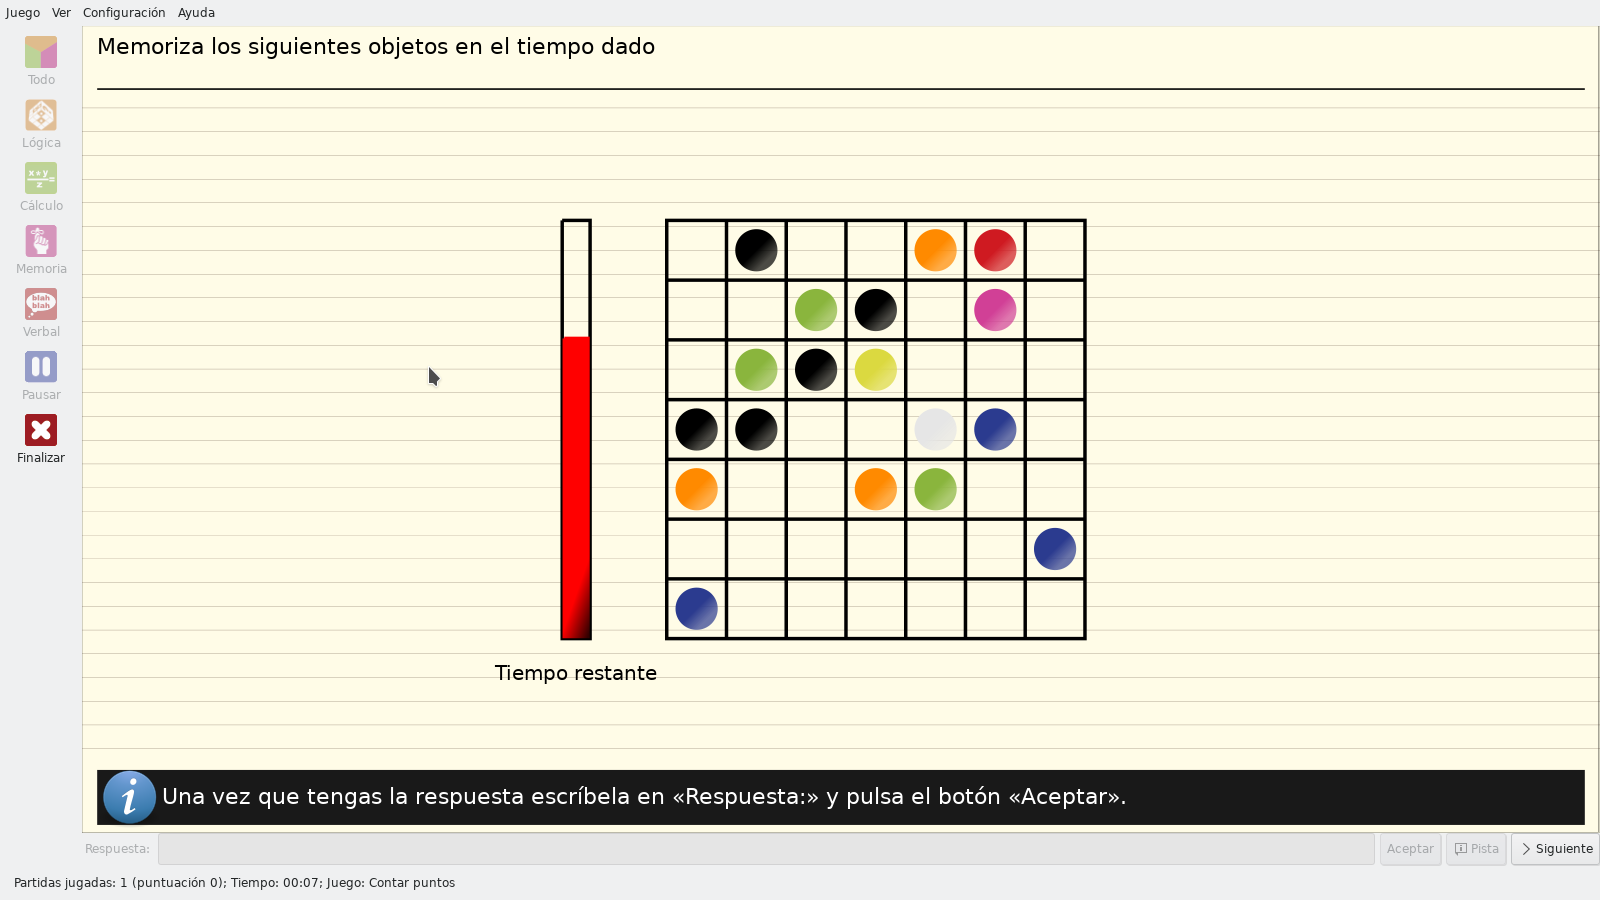 Juego Ver Configuración Ayuda
Memoriza los siguientes objetos en el tiempo dado
Todo
Lógica
x★y
z
=
Cálculo
Memoria
blah
blah
Verbal
Pausar
Finalizar
Tiempo restante
i Una vez que tengas la respuesta escríbela en «Respuesta:» y pulsa el botón «Aceptar».
Respuesta: Aceptar Pista Siguiente
Partidas jugadas: 1 (puntuación 0); Tiempo: 00:07; Juego: Contar puntos